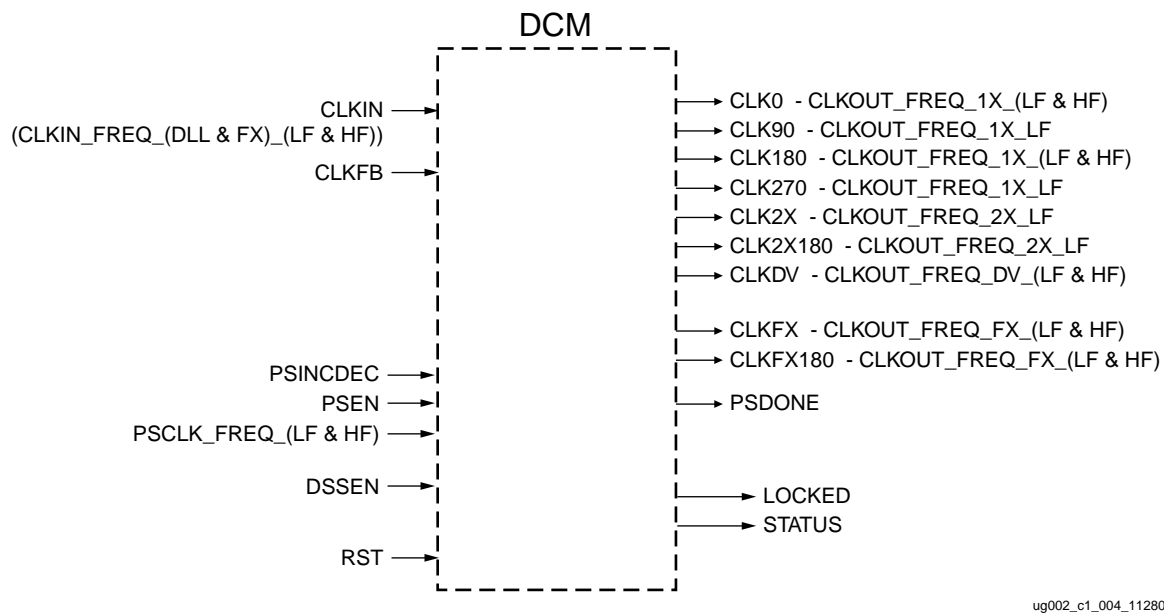 DCM
CLKIN
(CLKIN_FREQ_(DLL & FX)_(LF & HF))
CLKFB
PSINCDEC
PSEN
PSCLK_FREQ_(LF & HF)
DSSEN
RST
CLK0 - CLKOUT_FREQ_1X_(LF & HF)
CLK90 - CLKOUT_FREQ_1X_LF
CLK180 - CLKOUT_FREQ_1X_(LF & HF)
CLK270 - CLKOUT_FREQ_1X_LF
CLK2X - CLKOUT_FREQ_2X_LF
CLK2X180 - CLKOUT_FREQ_2X_LF
CLKDV - CLKOUT_FREQ_DV_(LF & HF)
CLKFX - CLKOUT_FREQ_FX_(LF & HF)
CLKFX180 - CLKOUT_FREQ_FX_(LF & HF)
PSDONE
LOCKED
STATUS
ug002_c1_004_11280